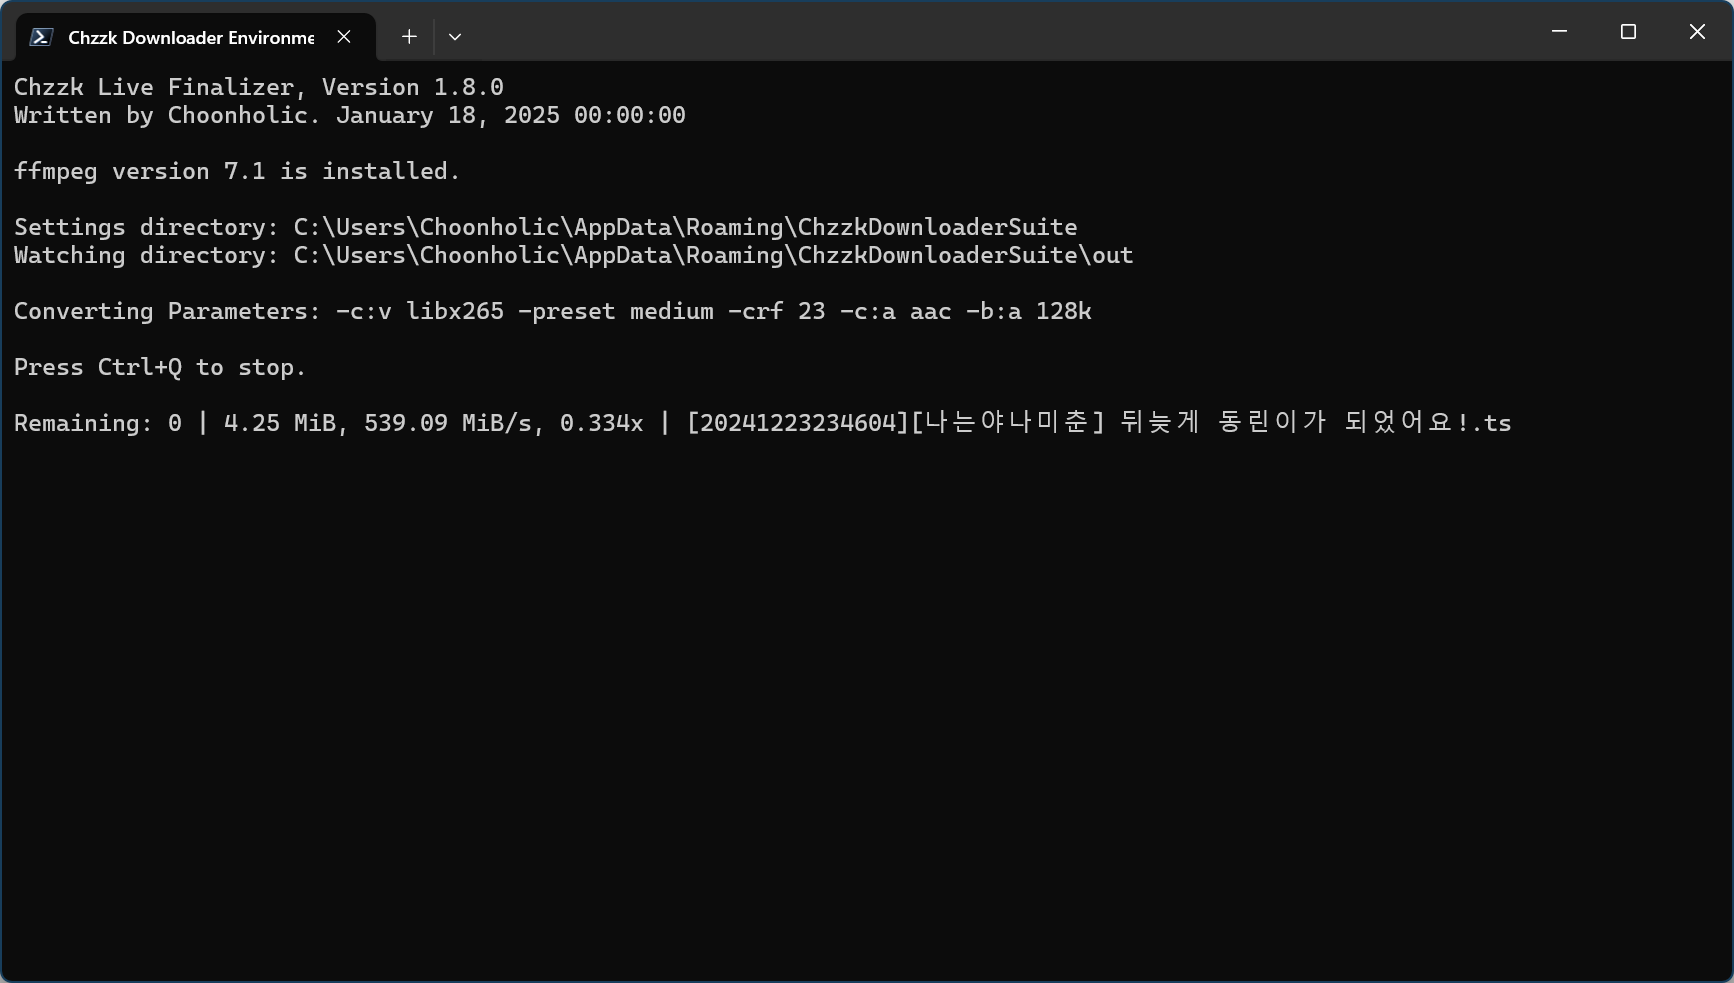 Chzzk Downloader Environme
Chzzk Live Finalizer, Version 1.8.0
Written by Choonholic. January 18, 2025 00:00:00
ffmpeg version 7.1 is installed.
Settings directory: C:\Users\Choonholic\AppData\Roaming\ChzzkDownloaderSuite
Watching directory: C:\Users\Choonholic\AppData\Roaming\ChzzkDownloaderSuite\out
Converting Parameters: -c:v libx265 -preset medium -crf 23 -c:a aac -b:a 128k
Press Ctrl+Q to stop.
Remaining: 0 | 4.25 MiB, 539.09 MiB/s, 0.334x | [20241223234604][나는야나미춘] 뒤늦게 동린이가 되었어요!.ts